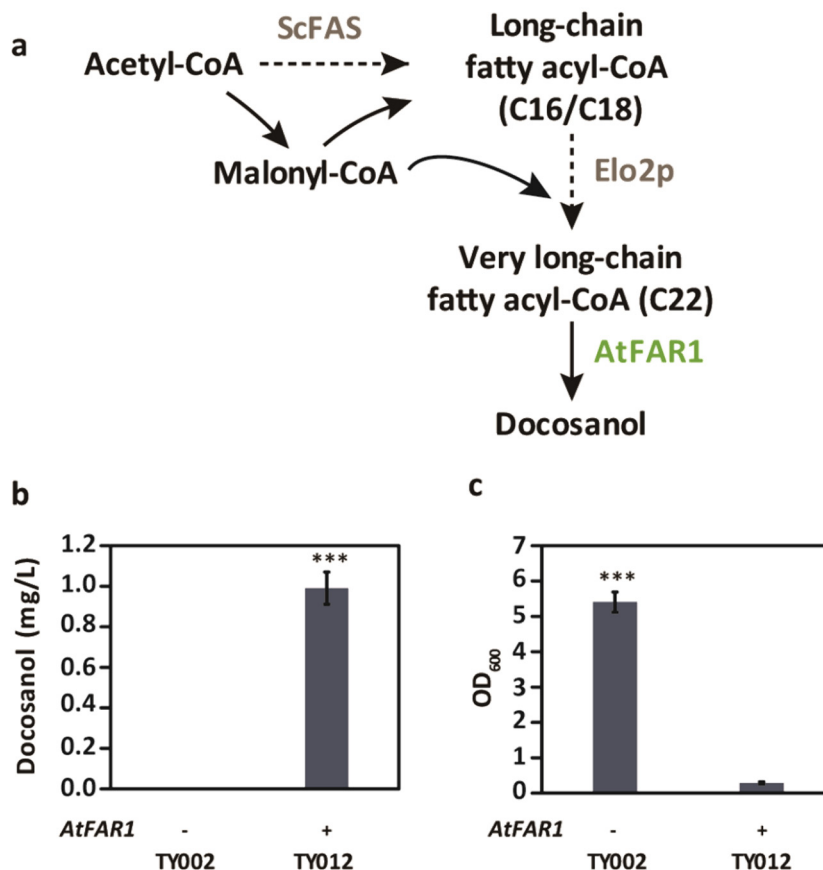 a
ScFAS
Acetyl-CoA
Long-chain
fatty acyl-CoA
(C16/C18)
Malonyl-CoA
Elo2p
Very long-chain
fatty acyl-CoA (C22)
AtFAR1
Docosanol
b
Docosanol (mg/L)
1.2
1.0
0.8
0.6
0.4
0.2
0.0
***
AtFAR1 - +
TY002 TY012
c
OD600
7
6
5
4
3
2
1
0
***
AtFAR1 - +
TY002 TY012